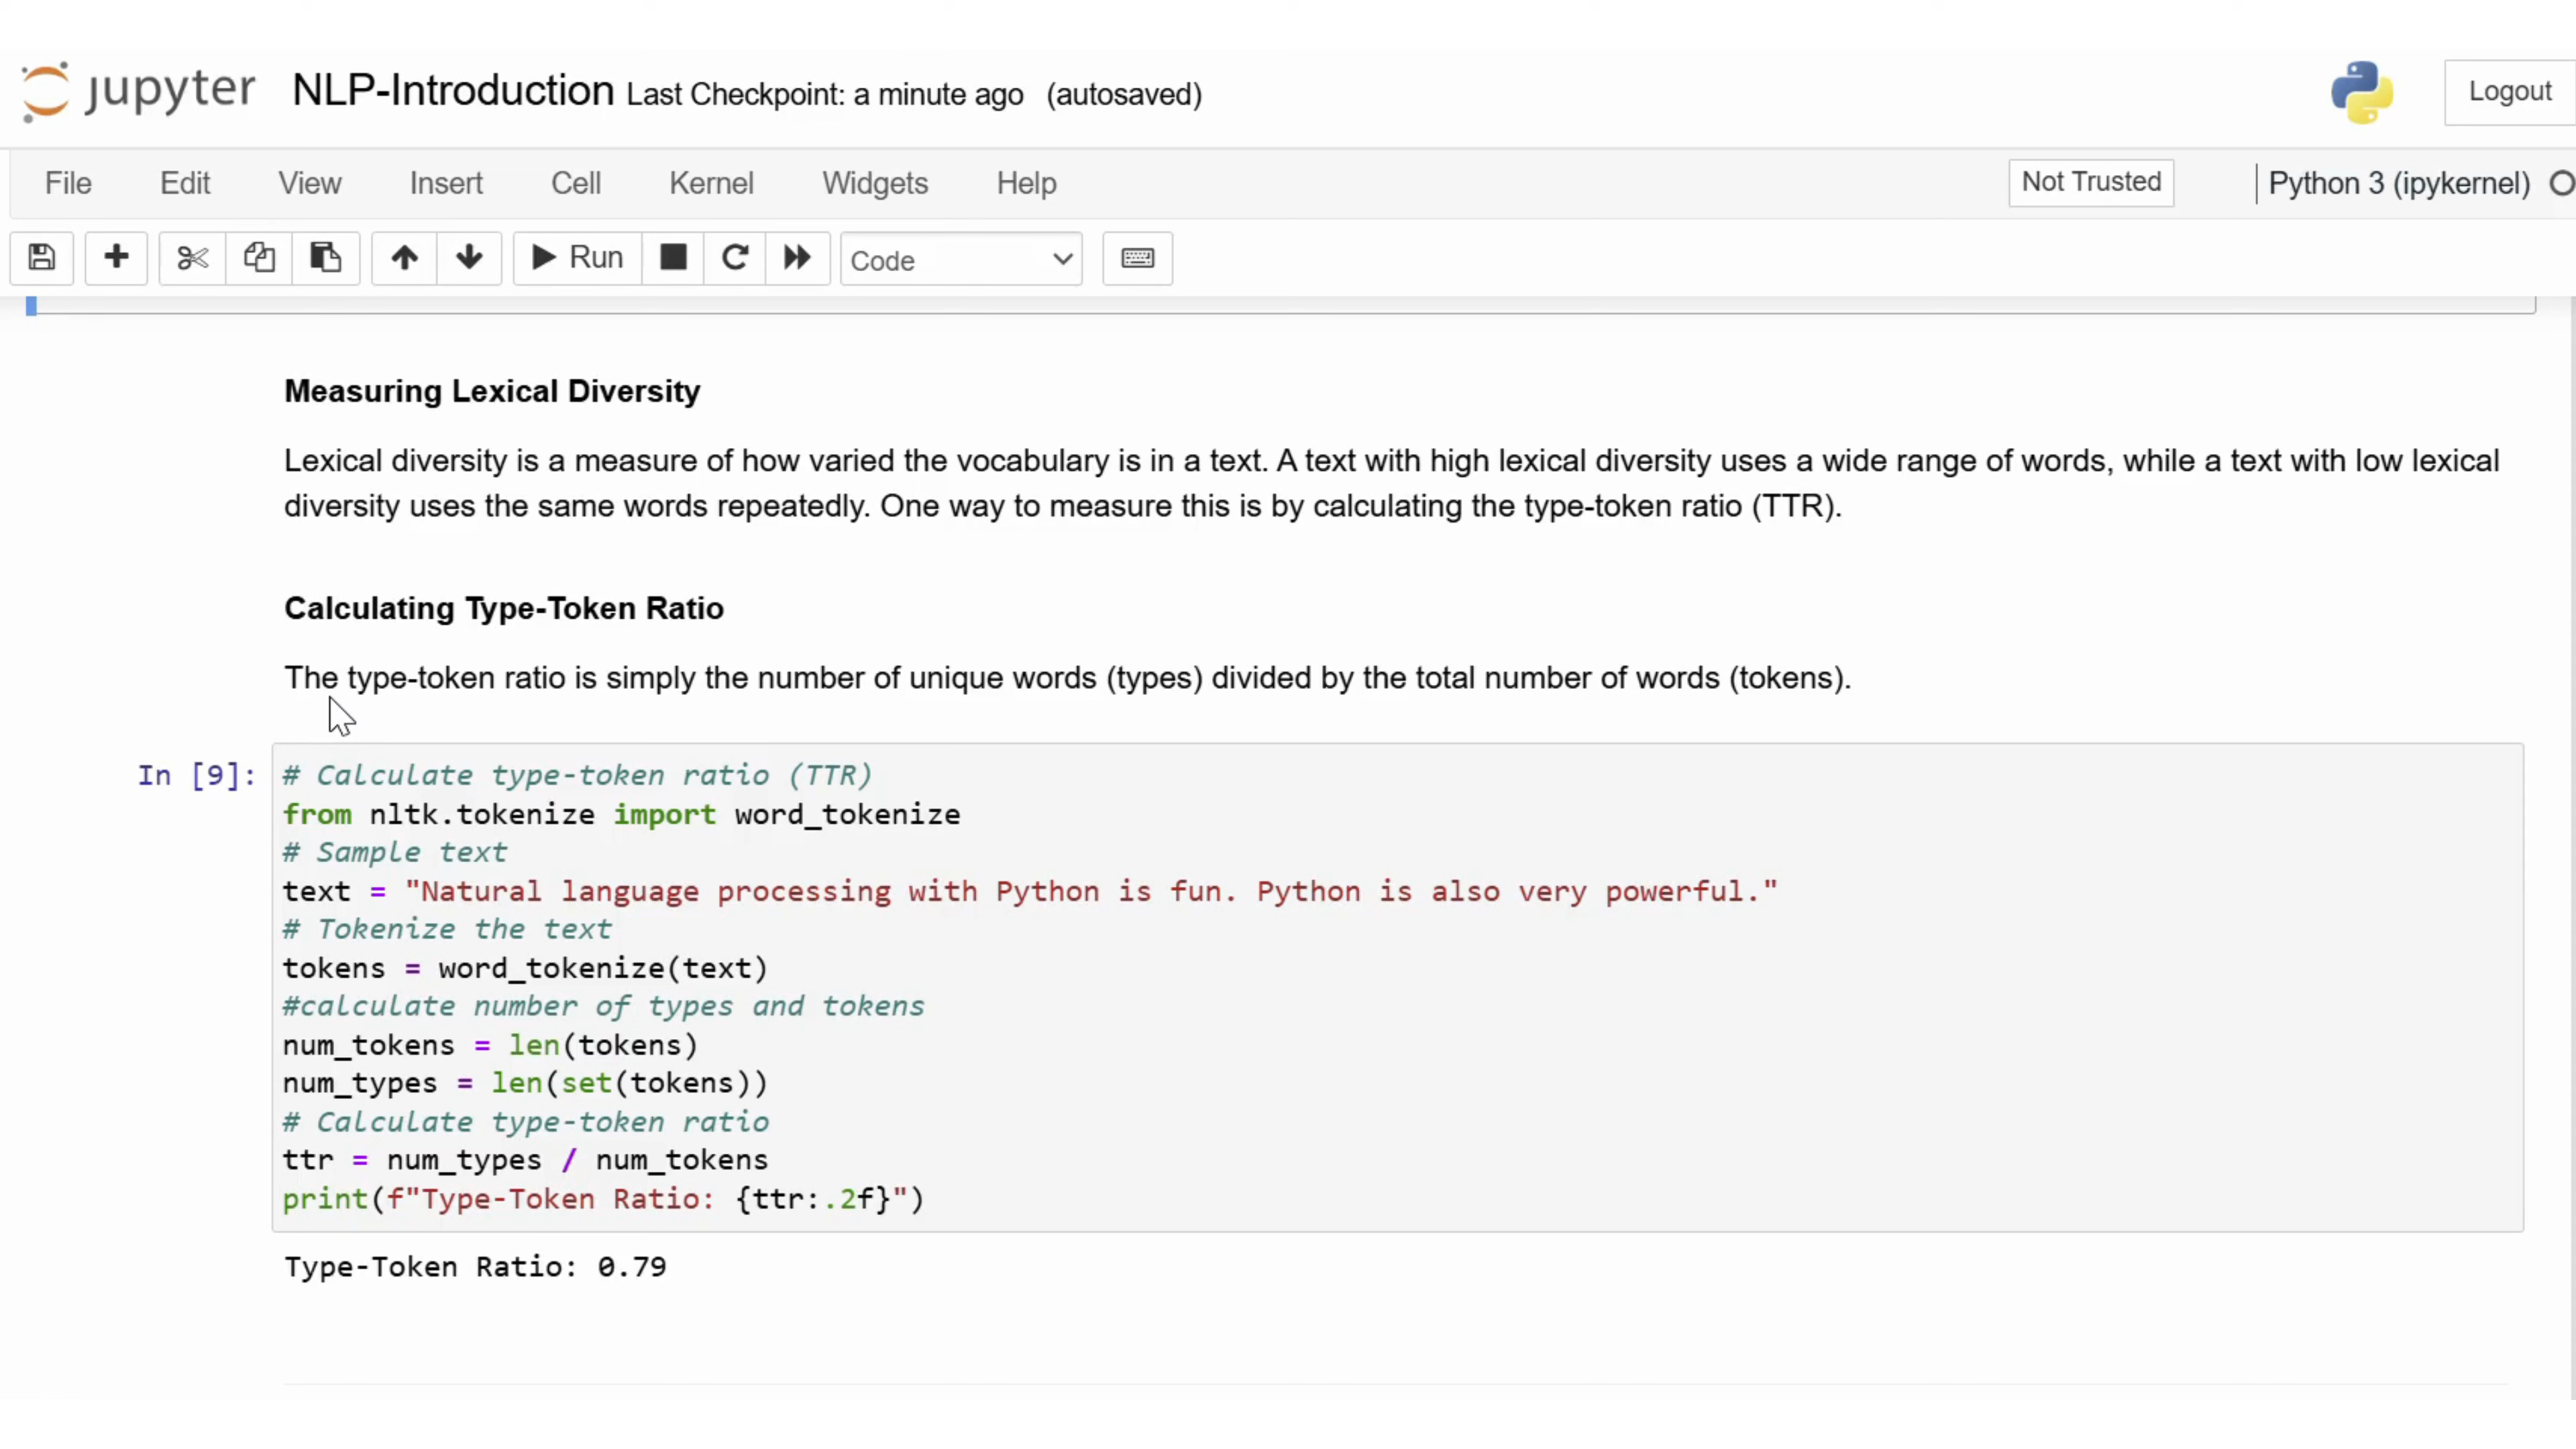 jupyter NLP-Introduction Last Checkpoint: a minute ago (autosaved) Logout
File Edit View Insert Cell Kernel Widgets Help Not Trusted Python 3 (ipykernel)
Run Code
Measuring Lexical Diversity
Lexical diversity is a measure of how varied the vocabulary is in a text. A text with high lexical diversity uses a wide range of words, while a text with low lexical
diversity uses the same words repeatedly. One way to measure this is by calculating the type-token ratio (TTR).
Calculating Type-Token Ratio
The type-token ratio is simply the number of unique words (types) divided by the total number of words (tokens).
In [9]: # Calculate type-token ratio (TTR)
from nltk.tokenize import word_tokenize
# Sample text
text = "Natural language processing with Python is fun. Python is also very powerful."
# Tokenize the text
tokens = word_tokenize(text)
#calculate number of types and tokens
num_tokens = len(tokens)
num_types = len(set(tokens))
# Calculate type-token ratio
ttr = num_types / num_tokens
print(f"Type-Token Ratio: {ttr:.2f}")
Type-Token Ratio: 0.79